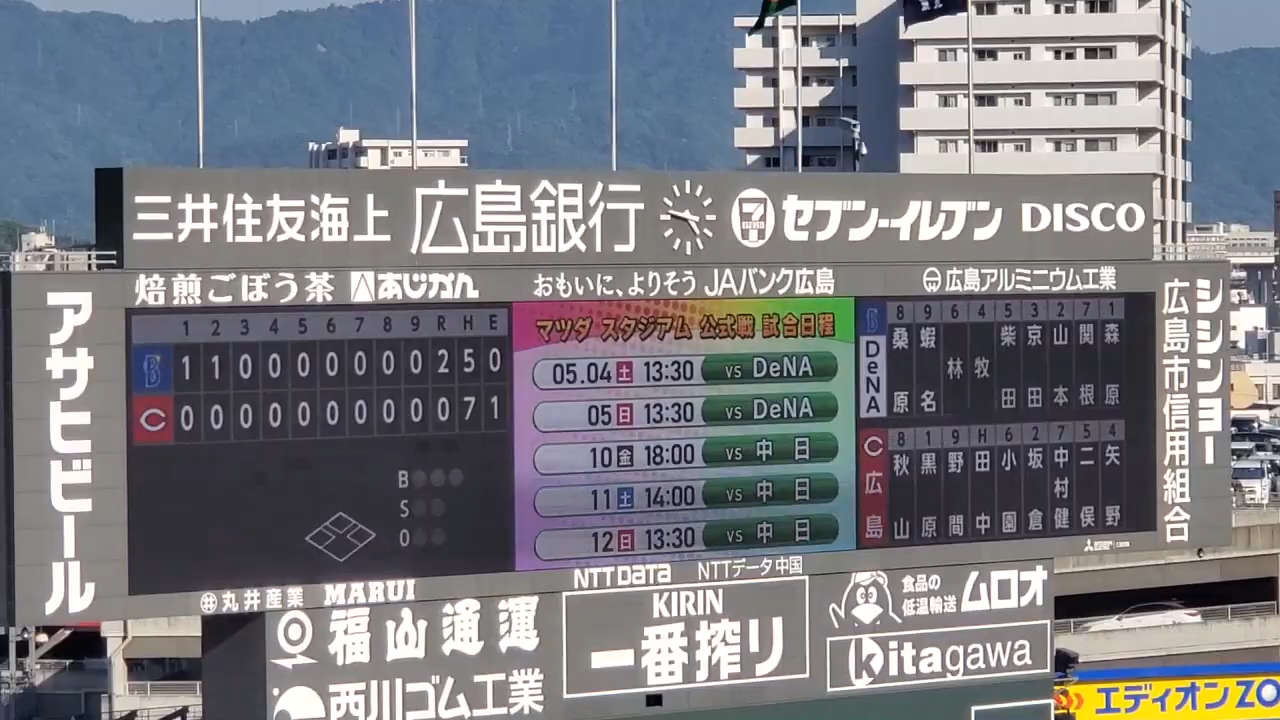 三井住友海上 広島銀行 7 ELEVEN セブン-イレブン DISCO
焙煎ごぼう茶 あじかん おもいに、よりそう JAバンク広島 広島アルミニウム工業
アサヒビール
1 2 3 4 5 6 7 8 9 R H E
B 1 1 0 0 0 0 0 0 0 2 5 0
C 0 0 0 0 0 0 0 0 0 0 7 1
B
S
O
マツダ スタジアム 公式戦 試合日程
05.04 土 13:30 vs DeNA
05 日 13:30 vs DeNA
10 金 18:00 vs 中日
11 土 14:00 vs 中日
12 日 13:30 vs 中日
B DeNA
8 9 6 4 5 3 2 7 1
桑原 蝦名 林 牧 柴田 京田 山本 関根 森原
C 広島
8 1 9 H 6 2 7 5 4
秋山 黒原 野間 田中 小園 坂倉 中村健 二俣 矢野
シシンヨー
広島市信用組合
丸井産業 MARUI NTT DATA NTTデータ中国
福山通運
西川ゴム工業
KIRIN
一番搾り
食品の
低温輸送 ムロオ
kitagawa
エディオン ZO